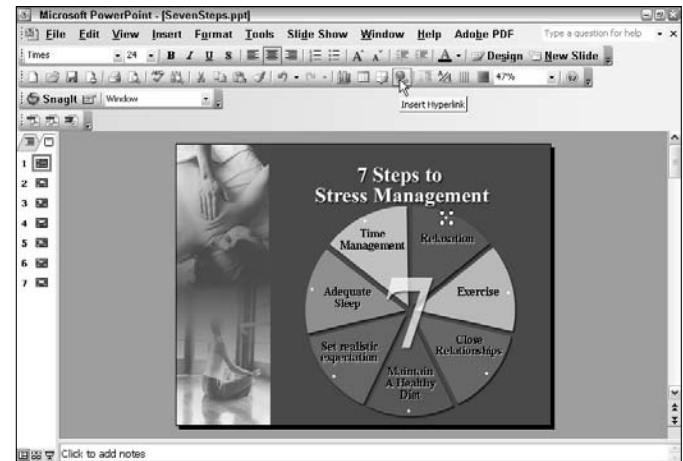 Microsoft PowerPoint - [SevenSteps.ppt]
File Edit View Insert Format Tools Slide Show Window Help Adobe PDF Type a question for help
Times 24 B I U S Design New Slide
47%
SnagIt Window
Insert Hyperlink
1
2
3
4
5
6
7
7 Steps to
Stress Management
Time
Management
Relaxation
Adequate
Sleep
7
Exercise
Set realistic
expectation
Close
Relationships
Maintain
A Healthy
Diet
Click to add notes